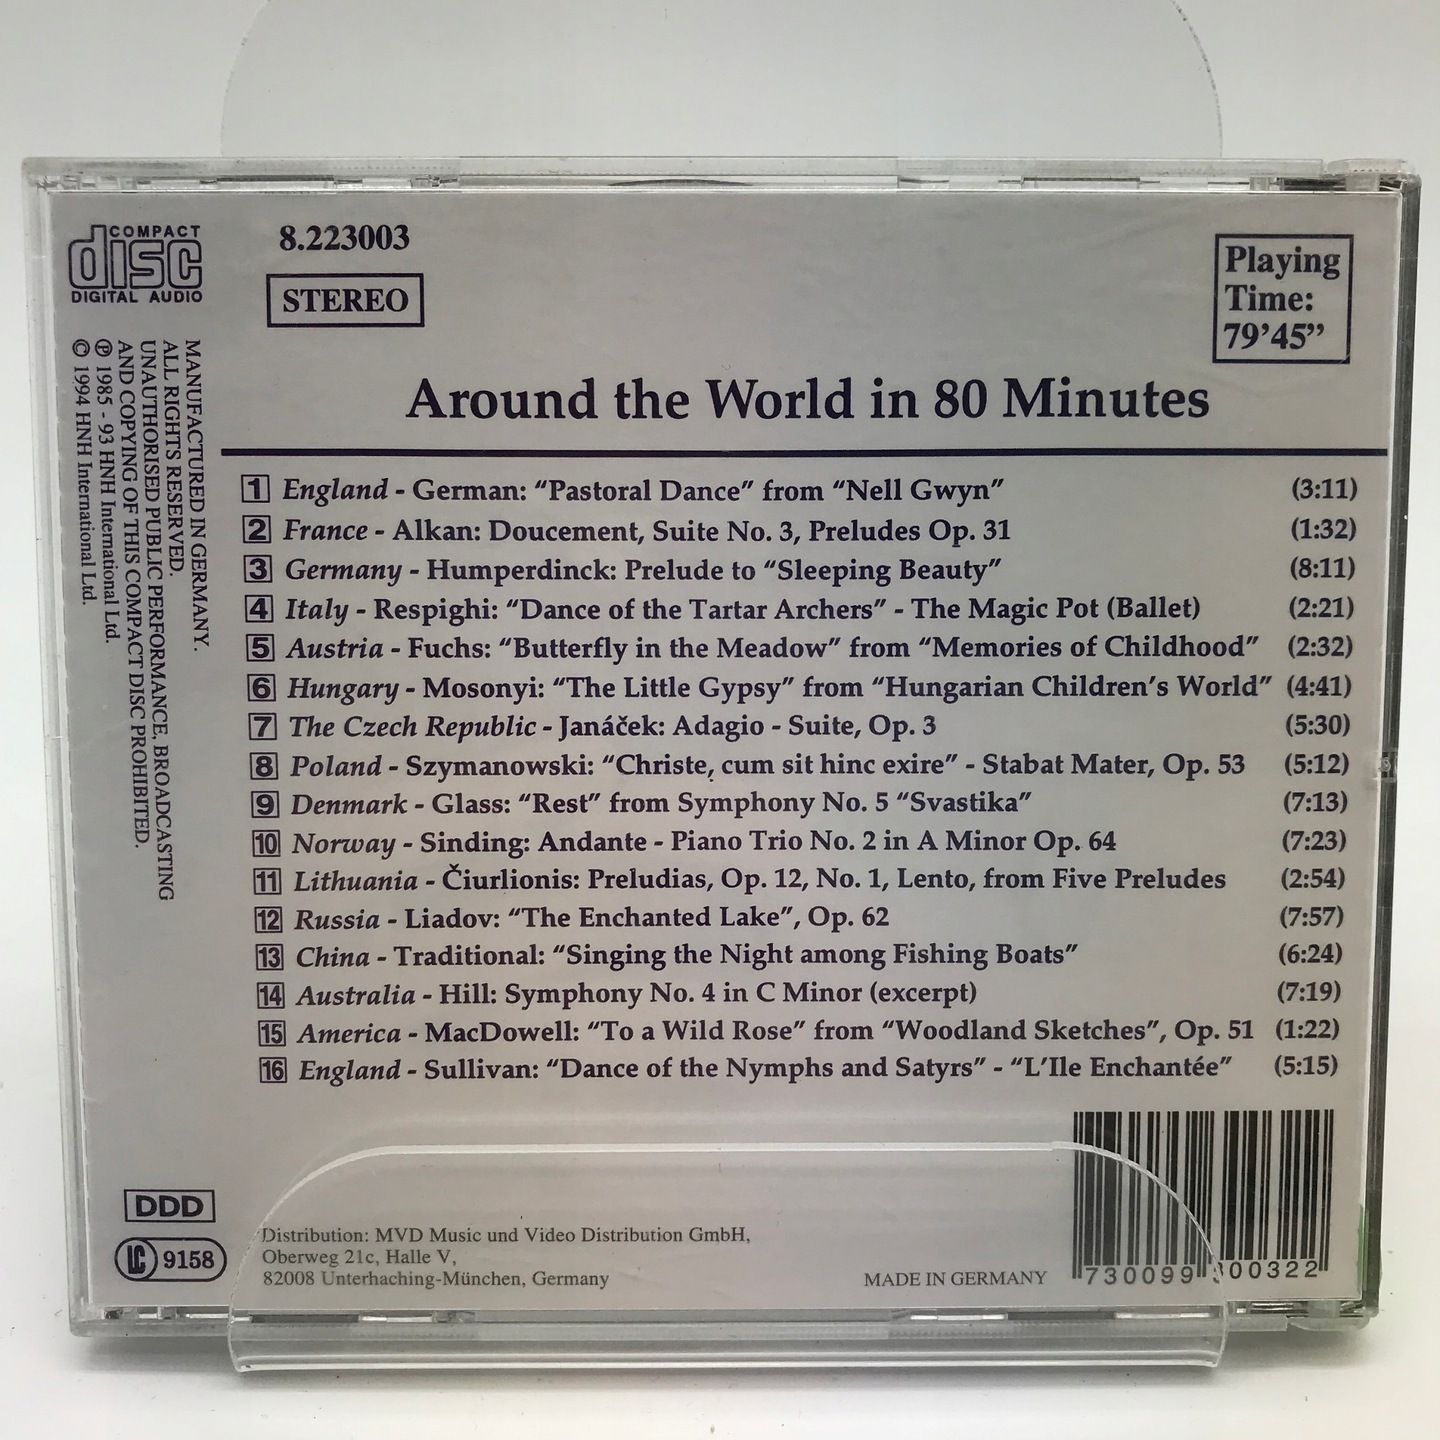 COMPACT
disc
DIGITAL AUDIO
8.223003
STEREO
Playing
Time:
79'45”
MANUFACTURED IN GERMANY.
ALL RIGHTS RESERVED.
UNAUTHORISED PUBLIC PERFORMANCE, BROADCASTING
AND COPYING OF THIS COMPACT DISC PROHIBITED.
℗ 1985 - 93 HNH International Ltd.
© 1994 HNH International Ltd.
Around the World in 80 Minutes
1 England - German: “Pastoral Dance” from “Nell Gwyn” (3:11)
2 France - Alkan: Doucement, Suite No. 3, Preludes Op. 31 (1:32)
3 Germany - Humperdinck: Prelude to “Sleeping Beauty” (8:11)
4 Italy - Respighi: “Dance of the Tartar Archers” - The Magic Pot (Ballet) (2:21)
5 Austria - Fuchs: “Butterfly in the Meadow” from “Memories of Childhood” (2:32)
6 Hungary - Mosonyi: “The Little Gypsy” from “Hungarian Children's World” (4:41)
7 The Czech Republic - Janáček: Adagio - Suite, Op. 3 (5:30)
8 Poland - Szymanowski: “Christe, cum sit hinc exire” - Stabat Mater, Op. 53 (5:12)
9 Denmark - Glass: “Rest” from Symphony No. 5 “Svastika” (7:13)
10 Norway - Sinding: Andante - Piano Trio No. 2 in A Minor Op. 64 (7:23)
11 Lithuania - Čiurlionis: Preludias, Op. 12, No. 1, Lento, from Five Preludes (2:54)
12 Russia - Liadov: “The Enchanted Lake”, Op. 62 (7:57)
13 China - Traditional: “Singing the Night among Fishing Boats” (6:24)
14 Australia - Hill: Symphony No. 4 in C Minor (excerpt) (7:19)
15 America - MacDowell: “To a Wild Rose” from “Woodland Sketches”, Op. 51 (1:22)
16 England - Sullivan: “Dance of the Nymphs and Satyrs” - “L'Ile Enchantée” (5:15)
DDD
LC 9158
Distribution: MVD Music und Video Distribution GmbH,
Oberweg 21c, Halle V,
82008 Unterhaching-München, Germany
MADE IN GERMANY
730099 300322